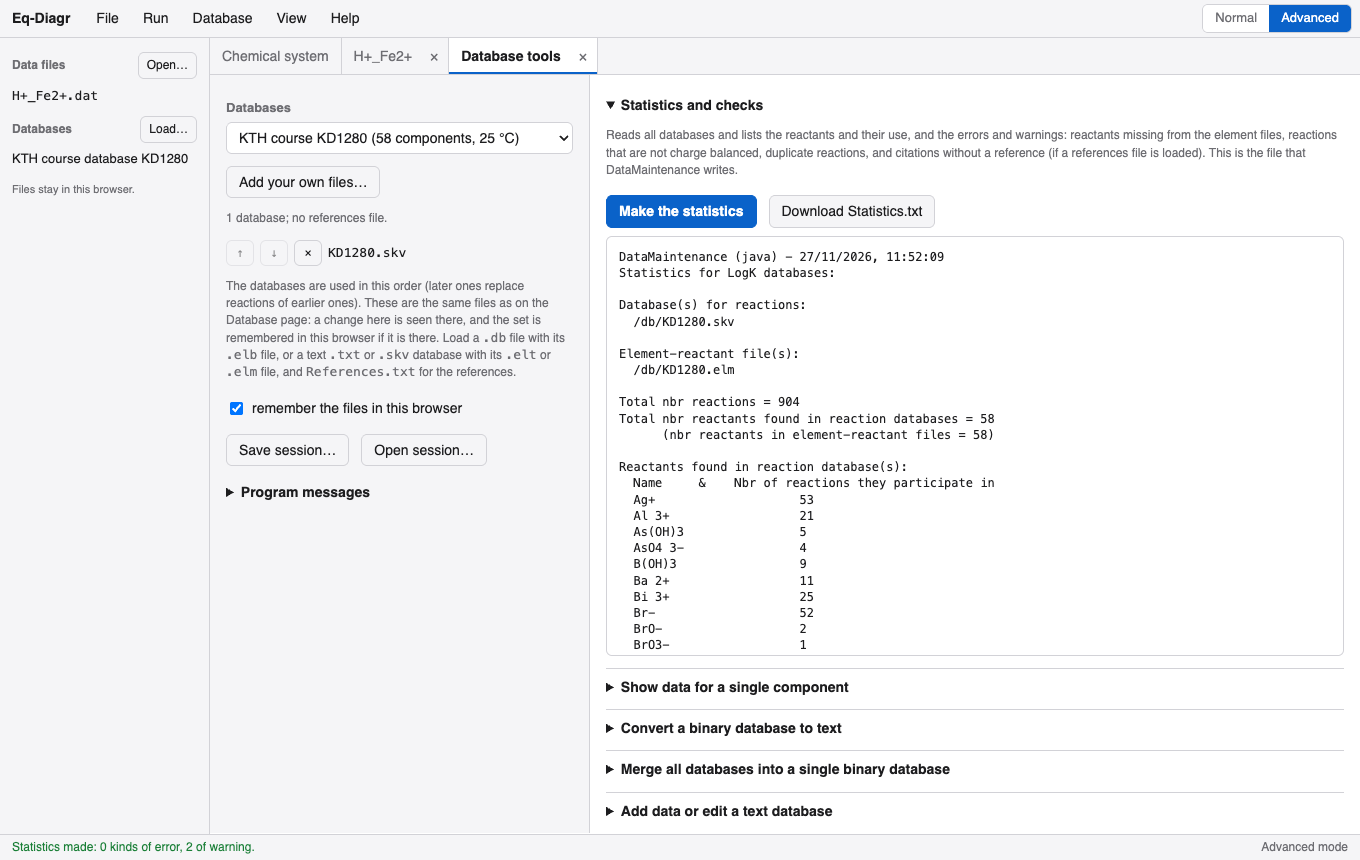 Eq-Diagr File Run Database View Help Normal Advanced
Data files Open…
H+_Fe2+.dat
Databases Load…
KTH course database KD1280
Files stay in this browser.
Chemical system H+_Fe2+ × Database tools ×
Databases
KTH course KD1280 (58 components, 25 °C)
Add your own files…
1 database; no references file.
↑ ↓ × KD1280.skv
The databases are used in this order (later ones replace
reactions of earlier ones). These are the same files as on the
Database page: a change here is seen there, and the set is
remembered in this browser if it is there. Load a .db file with its
.elb file, or a text .txt or .skv database with its .elt or
.elm file, and References.txt for the references.
remember the files in this browser
Save session… Open session…
Program messages
Statistics and checks
Reads all databases and lists the reactants and their use, and the errors and warnings: reactants missing from the element files, reactions
that are not charge balanced, duplicate reactions, and citations without a reference (if a references file is loaded). This is the file that
DataMaintenance writes.
Make the statistics Download Statistics.txt
DataMaintenance (java) – 27/11/2026, 11:52:09
Statistics for LogK databases:
Database(s) for reactions:
/db/KD1280.skv
Element-reactant file(s):
/db/KD1280.elm
Total nbr reactions = 904
Total nbr reactants found in reaction databases = 58
(nbr reactants in element-reactant files = 58)
Reactants found in reaction database(s):
Name & Nbr of reactions they participate in
Ag+ 53
Al 3+ 21
As(OH)3 5
AsO4 3- 4
B(OH)3 9
Ba 2+ 11
Bi 3+ 25
Br- 52
BrO- 2
BrO3- 1
Show data for a single component
Convert a binary database to text
Merge all databases into a single binary database
Add data or edit a text database
Statistics made: 0 kinds of error, 2 of warning. Advanced mode